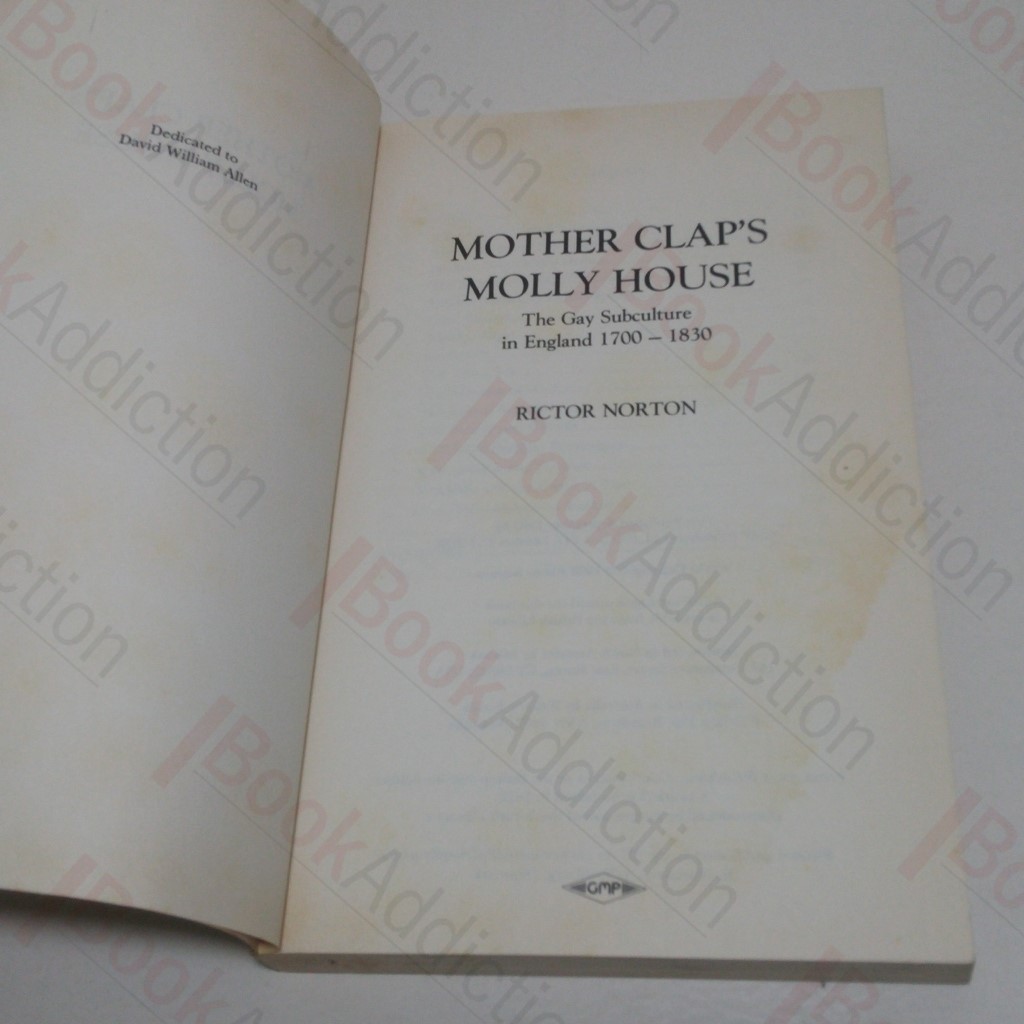 Dedicated to
David William Allen
MOTHER CLAP'S
MOLLY HOUSE
The Gay Subculture
in England 1700 – 1830
RICTOR NORTON
GMP
BookAddiction